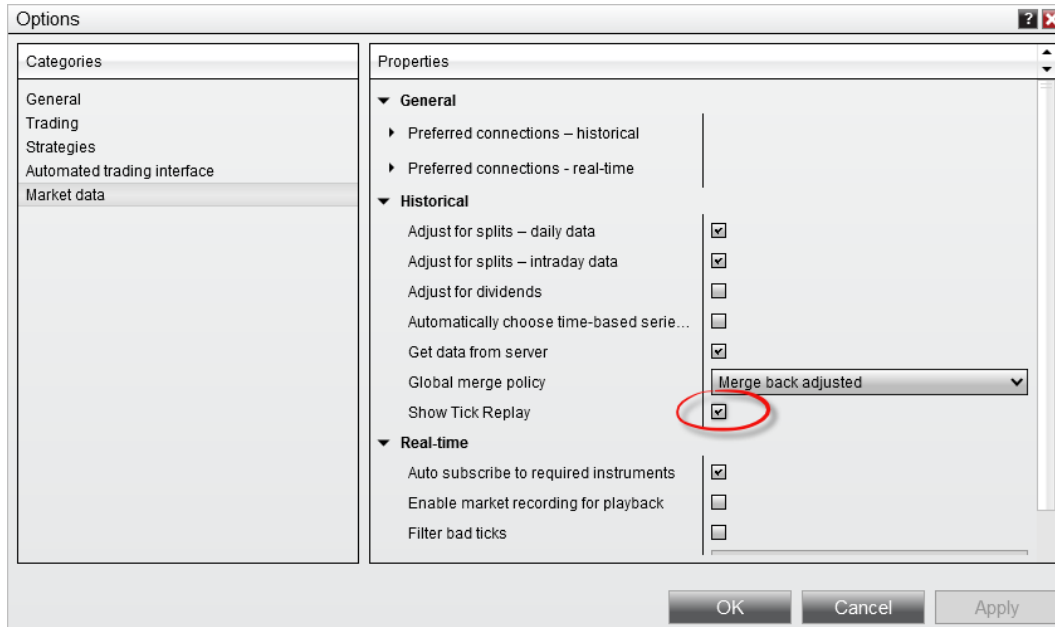 Options
?
Categories
General
Trading
Strategies
Automated trading interface
Market data
Properties
General
Preferred connections – historical
Preferred connections - real-time
Historical
Adjust for splits – daily data
Adjust for splits – intraday data
Adjust for dividends
Automatically choose time-based serie...
Get data from server
Global merge policy Merge back adjusted
Show Tick Replay
Real-time
Auto subscribe to required instruments
Enable market recording for playback
Filter bad ticks
OK Cancel Apply